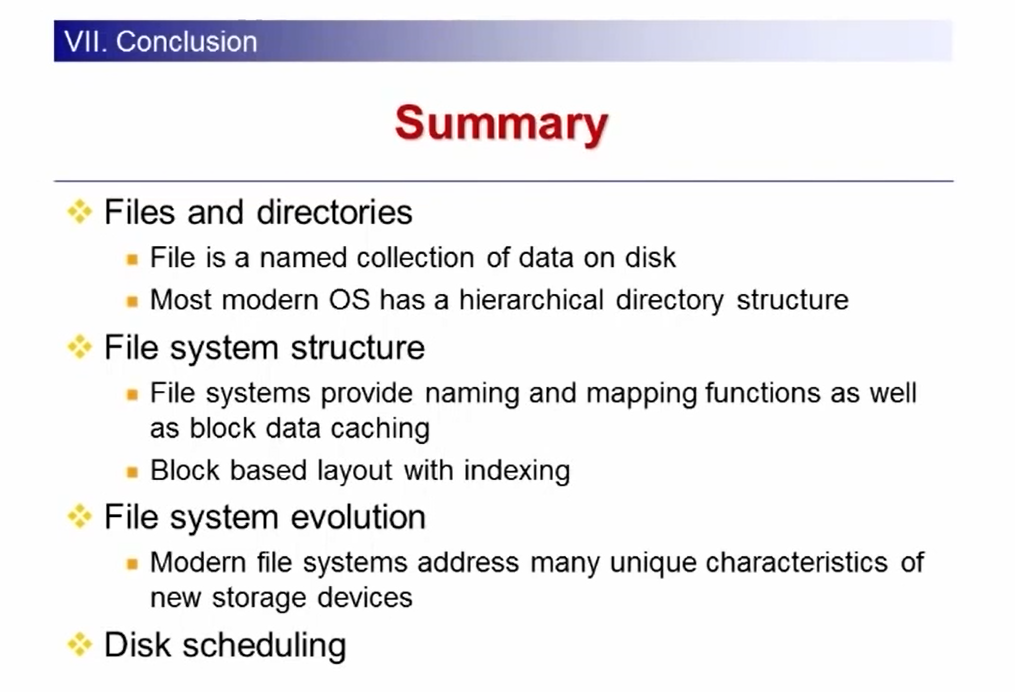 VII. Conclusion
Summary
Files and directories
File is a named collection of data on disk
Most modern OS has a hierarchical directory structure
File system structure
File systems provide naming and mapping functions as well
as block data caching
Block based layout with indexing
File system evolution
Modern file systems address many unique characteristics of
new storage devices
Disk scheduling